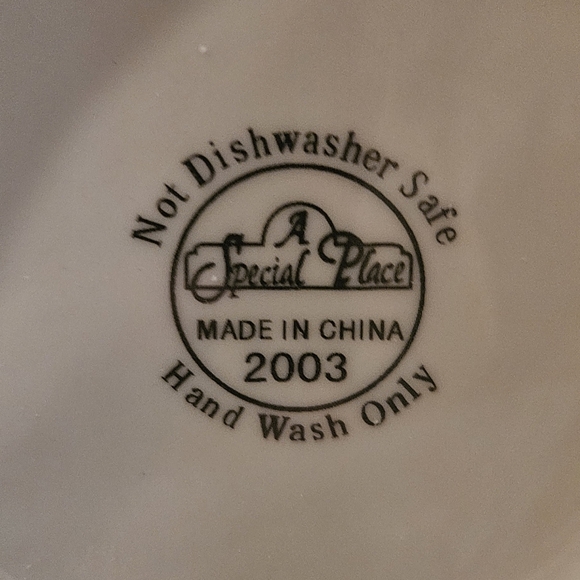 Not Dishwasher Safe
A
Special Place
MADE IN CHINA
2003
Hand Wash Only